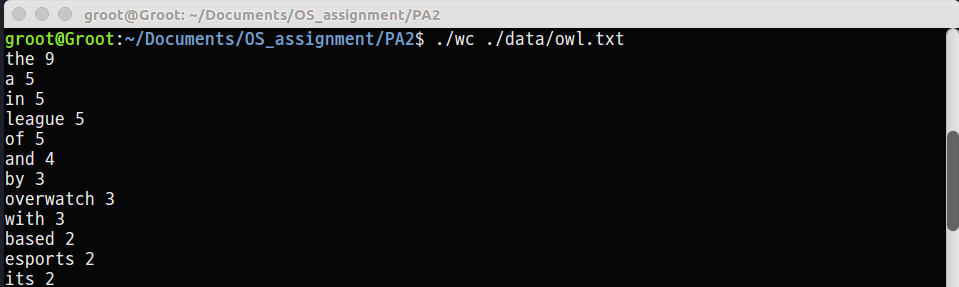 groot@Groot: ~/Documents/OS_assignment/PA2
groot@Groot:~/Documents/OS_assignment/PA2$ ./wc ./data/owl.txt
the 9
a 5
in 5
league 5
of 5
and 4
by 3
overwatch 3
with 3
based 2
esports 2
its 2